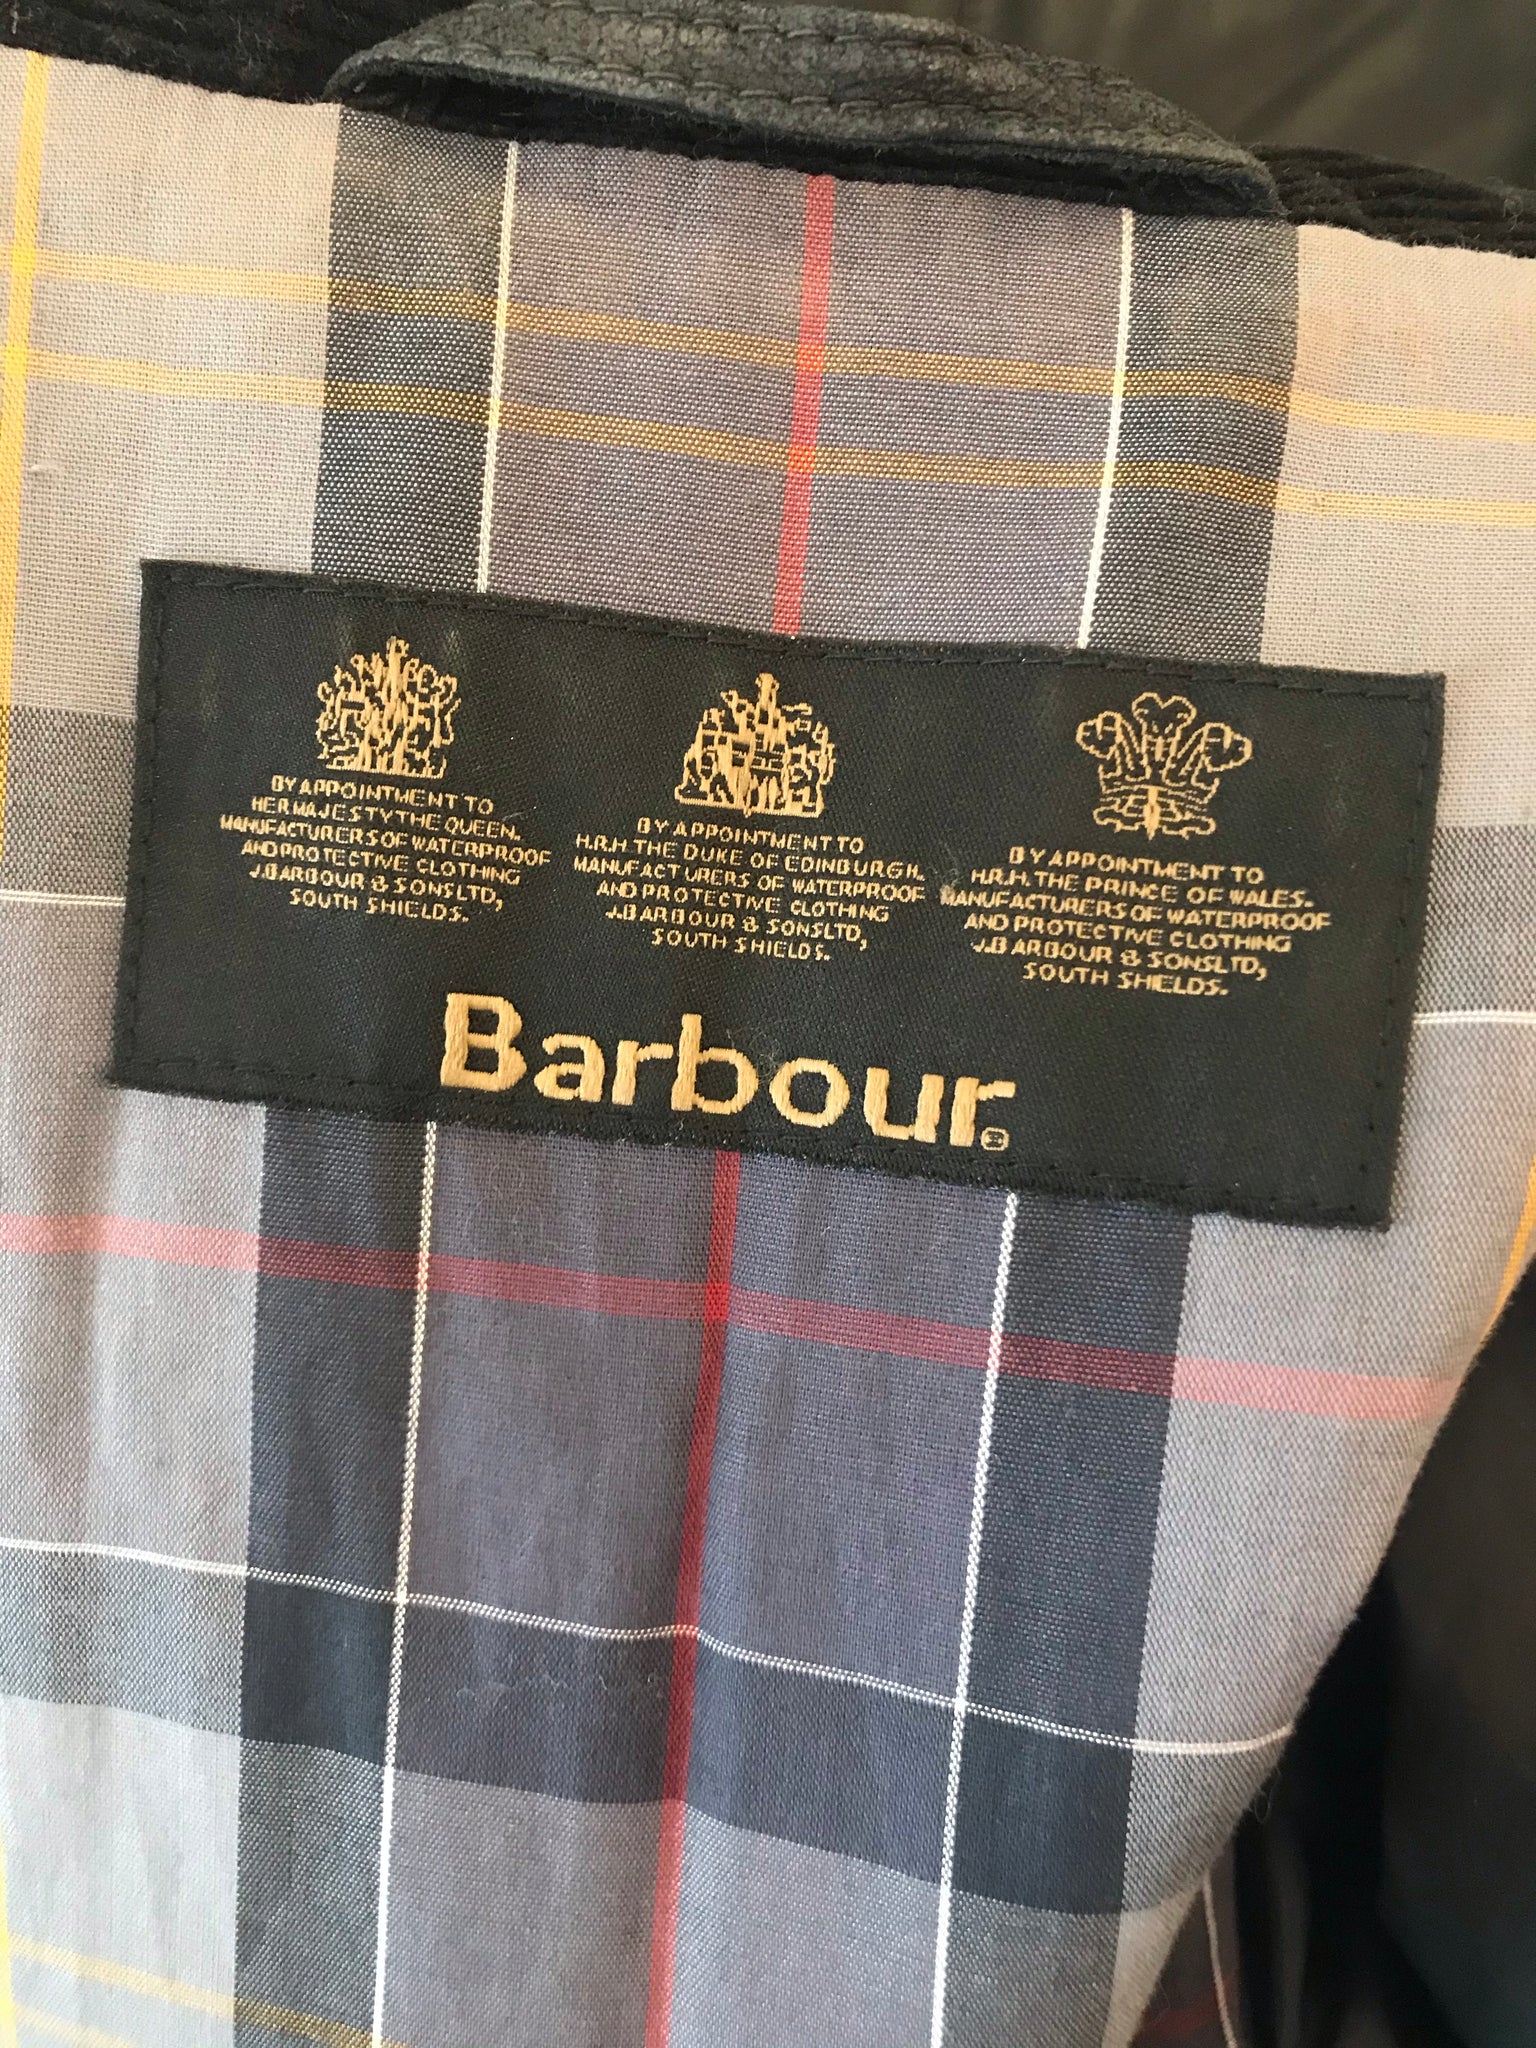 BY APPOINTMENT TO
HER MAJESTY THE QUEEN.
MANUFACTURERS OF WATERPROOF
AND PROTECTIVE CLOTHING
J.BARBOUR & SONS LTD,
SOUTH SHIELDS.
BY APPOINTMENT TO
H.R.H. THE DUKE OF EDINBURGH.
MANUFACTURERS OF WATERPROOF
AND PROTECTIVE CLOTHING
J.BARBOUR & SONS LTD,
SOUTH SHIELDS.
BY APPOINTMENT TO
H.R.H. THE PRINCE OF WALES.
MANUFACTURERS OF WATERPROOF
AND PROTECTIVE CLOTHING
J.BARBOUR & SONS LTD,
SOUTH SHIELDS.
Barbour®